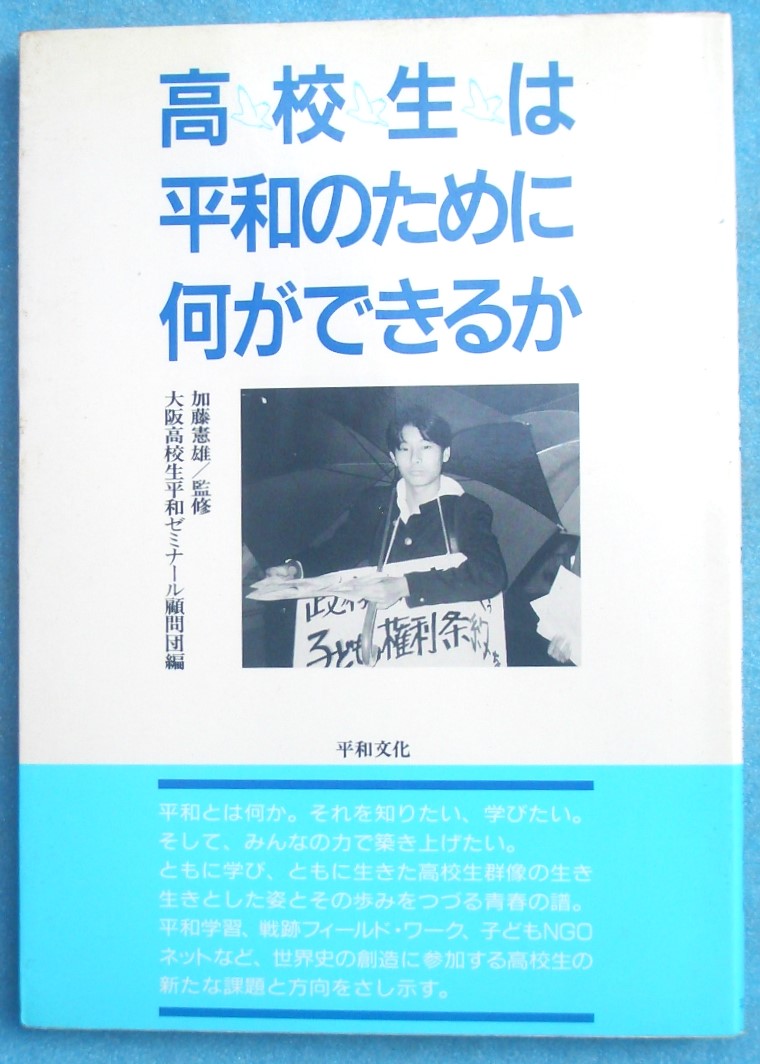 高校生は
平和のために
何ができるか
加藤憲雄／監修
大阪高校生平和ゼミナール顧問団編
子ども権利条約を
平和文化
平和とは何か。それを知りたい、学びたい。
そして、みんなの力で築き上げたい。
ともに学び、ともに生きた高校生群像の生き
生きとした姿とその歩みをつづる青春の譜。
平和学習、戦跡フィールド・ワーク、子どもNGO
ネットなど、世界史の創造に参加する高校生の
新たな課題と方向をさし示す。